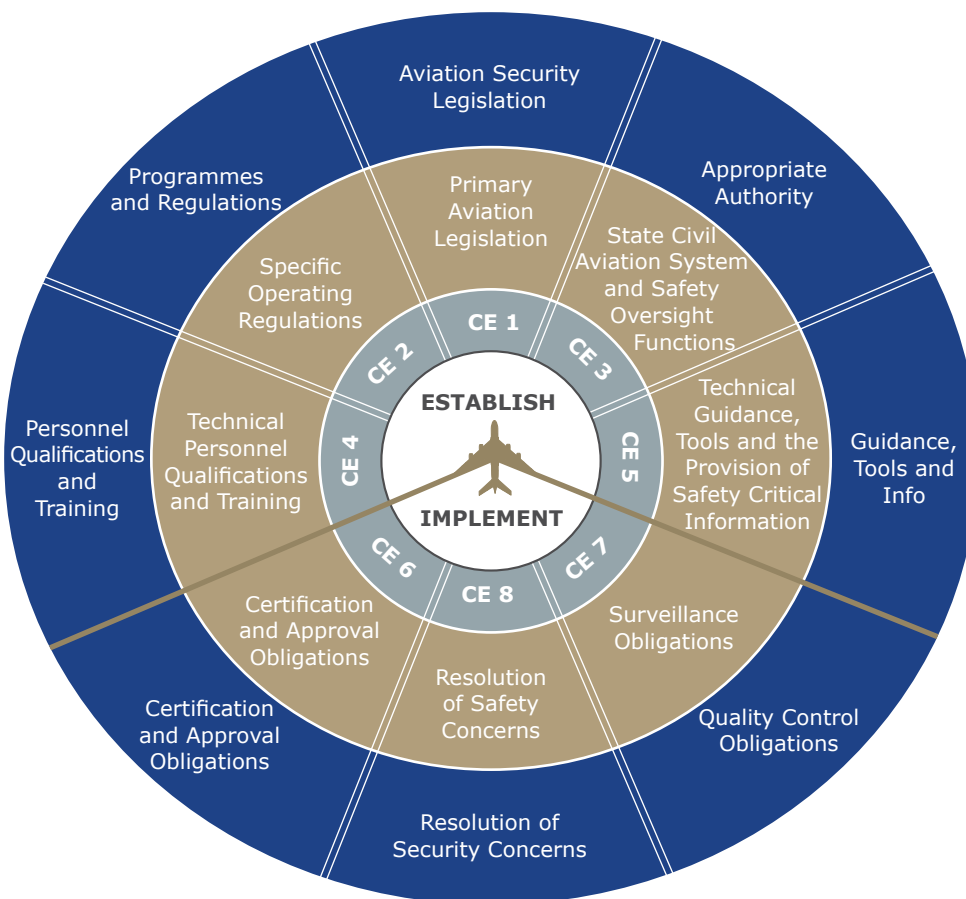 Aviation Security
Legislation
Programmes
and Regulations
Appropriate
Authority
Primary
Aviation
Legislation
Specific
Operating
Regulations
State Civil
Aviation System
and Safety
Oversight
Functions
CE 1
CE 2
CE 3
ESTABLISH
Personnel
Qualifications
and
Training
Technical
Personnel
Qualifications
and Training
CE 4
CE 5
Technical
Guidance,
Tools and the
Provision of
Safety Critical
Information
Guidance,
Tools and
Info
IMPLEMENT
CE 6
CE 8
CE 7
Certification
and Approval
Obligations
Surveillance
Obligations
Resolution
of Safety
Concerns
Certification
and Approval
Obligations
Quality Control
Obligations
Resolution of
Security Concerns